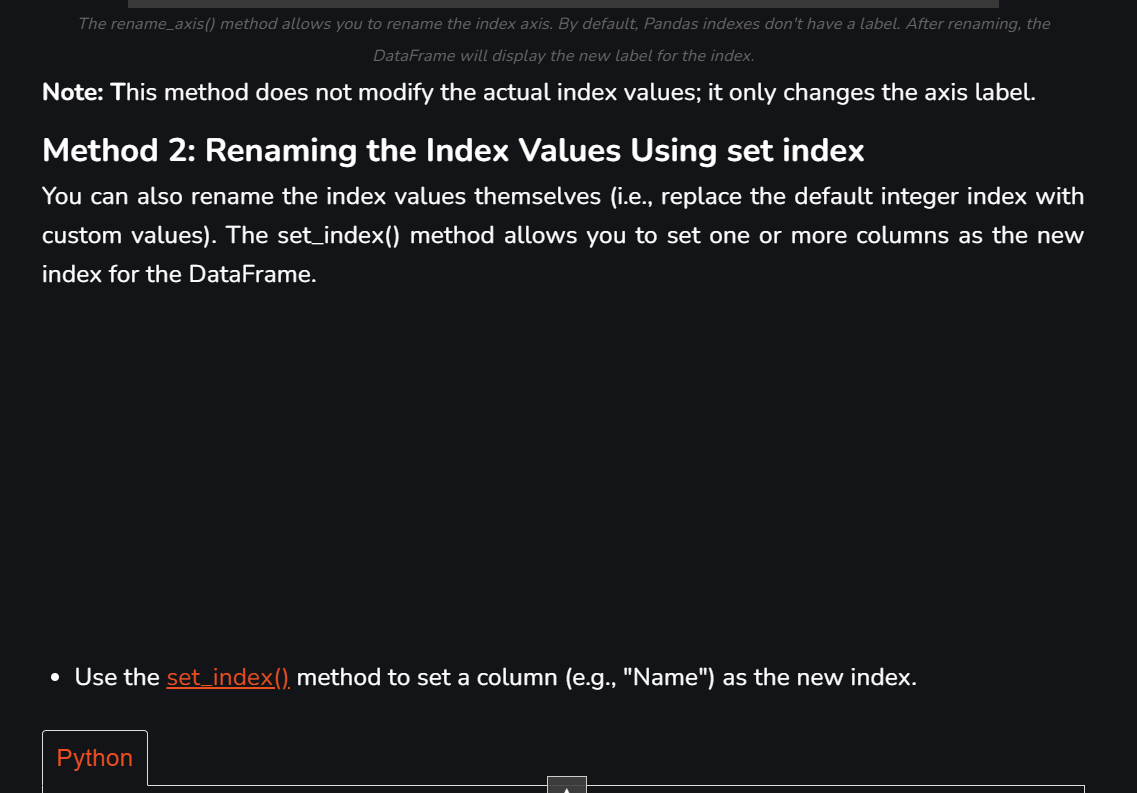 The rename_axis() method allows you to rename the index axis. By default, Pandas indexes don't have a label. After renaming, the
DataFrame will display the new label for the index.
Note: This method does not modify the actual index values; it only changes the axis label.
Method 2: Renaming the Index Values Using set index
You can also rename the index values themselves (i.e., replace the default integer index with
custom values). The set_index() method allows you to set one or more columns as the new
index for the DataFrame.
• Use the set_index() method to set a column (e.g., "Name") as the new index.
Python